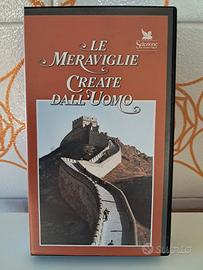 Selezione
LE
MERAVIGLIE
CREATE
DALL'UOMO
SUBITO